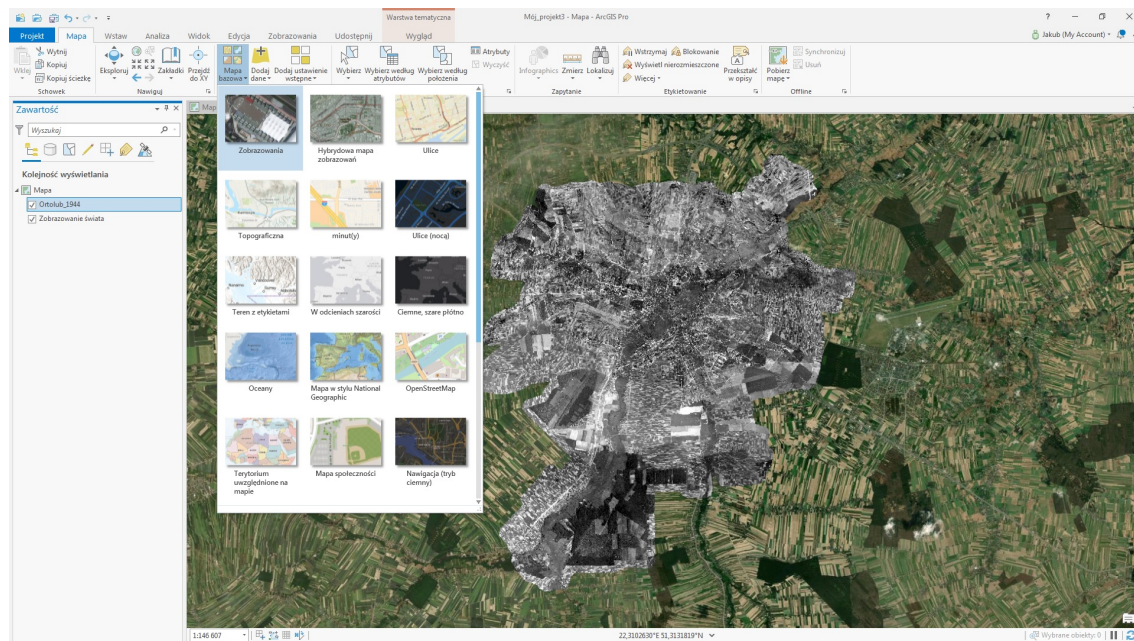 Warstwa tematyczna
Mój_projekt3 - Mapa - ArcGIS Pro
Projekt Mapa Wstaw Analiza Widok Edycja Zobrazowania Udostępnij Wygląd
Jakub (My Account)
Wklej
Wytnij
Kopiuj
Kopiuj ścieżkę
Eksploruj
Zakładki
Przejdź do XY
Mapa bazowa
Dodaj dane
Dodaj ustawienie wstępne
Wybierz
Wybierz według atrybutów
Wybierz według położenia
Atrybuty
Wyczyść
Infographics
Zmierz
Lokalizuj
Wstrzymaj
Blokowanie
Wyświetl nierozmieszczone
Więcej
Przekształć w opisy
Pobierz mapę
Synchronizuj
Usuń
Schowek
Nawiguj
Zapytanie
Etykietowanie
Offline
Zawartość
Wyszukaj
Kolejność wyświetlania
Mapa
Ortolub_1944
Zobrazowanie świata
Map
Zobrazowania
Hybrydowa mapa
zobrazowań
Ulice
Topograficzna
minut(y)
Ulice (nocą)
Teren z etykietami
W odcieniach szarości
Ciemne, szare płótno
Oceany
Mapa w stylu National
Geographic
OpenStreetMap
Terytorium
uwzględnione na
mapie
Mapa społeczności
Nawigacja (tryb
ciemny)
1:146 607
22,3102630°E 51,3131819°N
Wybrane obiekty: 0